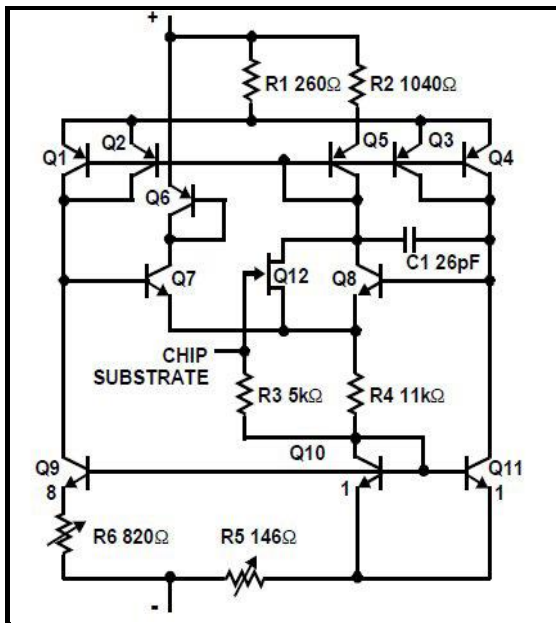 +
R1 260Ω
R2 1040Ω
Q1
Q2
Q5
Q3
Q4
Q6
C1 26pF
Q7
Q12
Q8
CHIP
SUBSTRATE
R3 5kΩ
R4 11kΩ
Q9
Q10
Q11
8
1
1
R6 820Ω
R5 146Ω
-